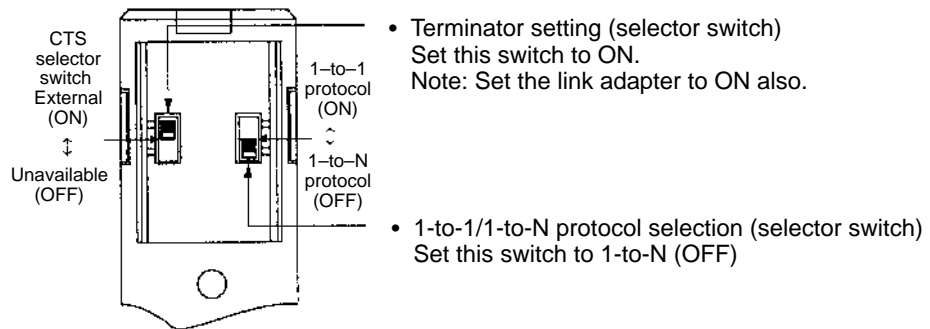 CTS
selector
switch
External
(ON)
↕
Unavailable
(OFF)
1–to–1
protocol
(ON)
↕
1–to–N
protocol
(OFF)
• Terminator setting (selector switch)
Set this switch to ON.
Note: Set the link adapter to ON also.
• 1-to-1/1-to-N protocol selection (selector switch)
Set this switch to 1-to-N (OFF)